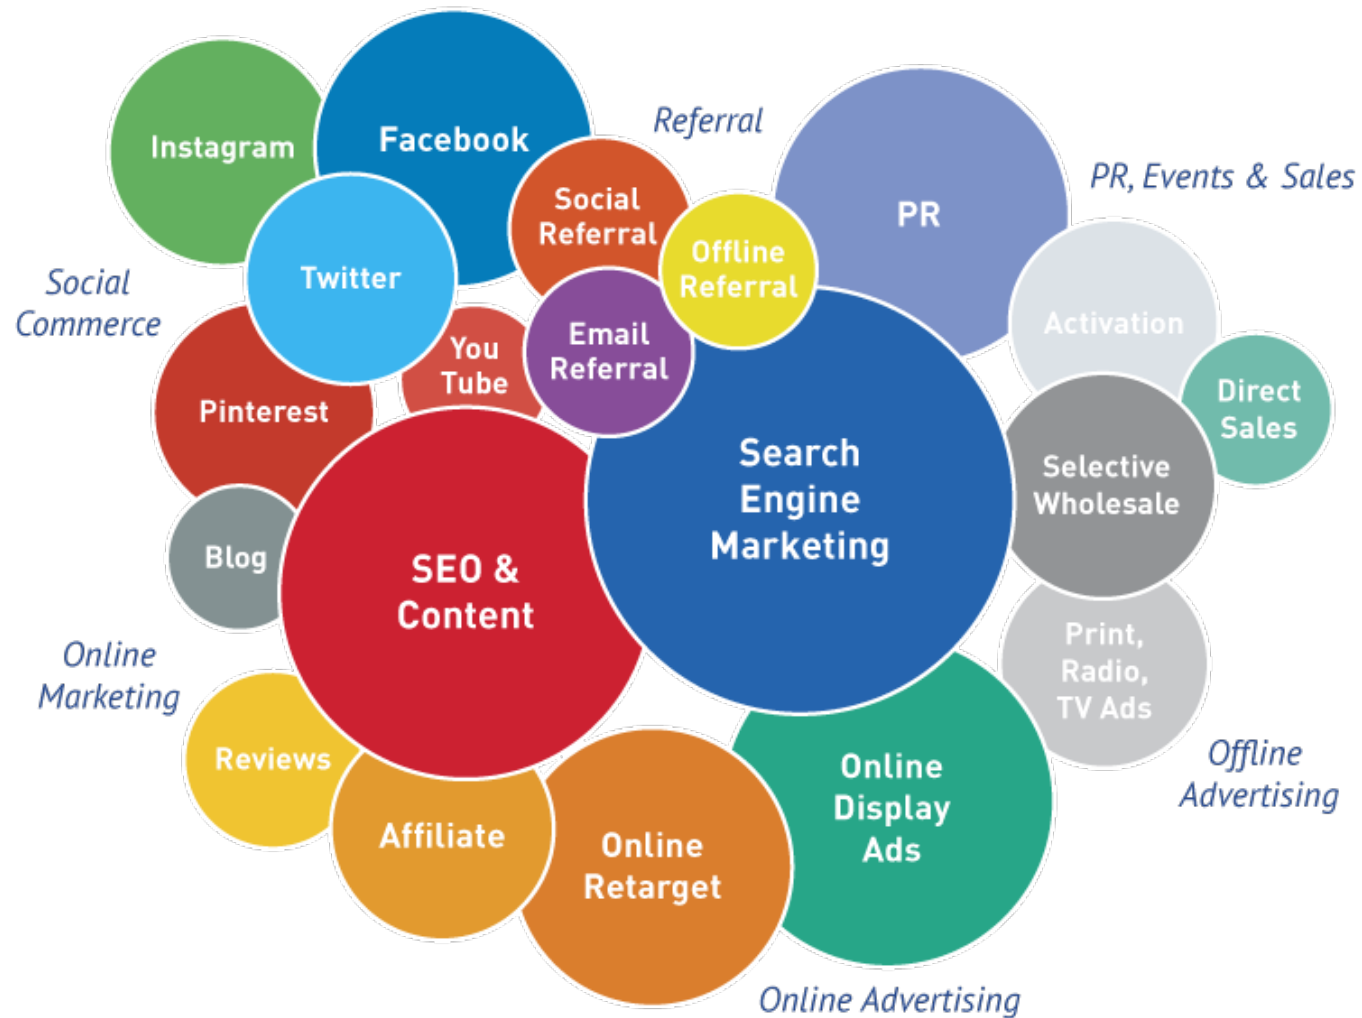 Instagram
Facebook
Referral
PR, Events & Sales
Social
Referral
Offline
Referral
PR
Twitter
Social
Commerce
Activation
You
Tube
Email
Referral
Direct
Sales
Pinterest
Search
Engine
Marketing
Selective
Wholesale
Blog
SEO &
Content
Print,
Radio,
TV Ads
Online
Marketing
Reviews
Affiliate
Online
Retarget
Online
Display
Ads
Offline
Advertising
Online Advertising